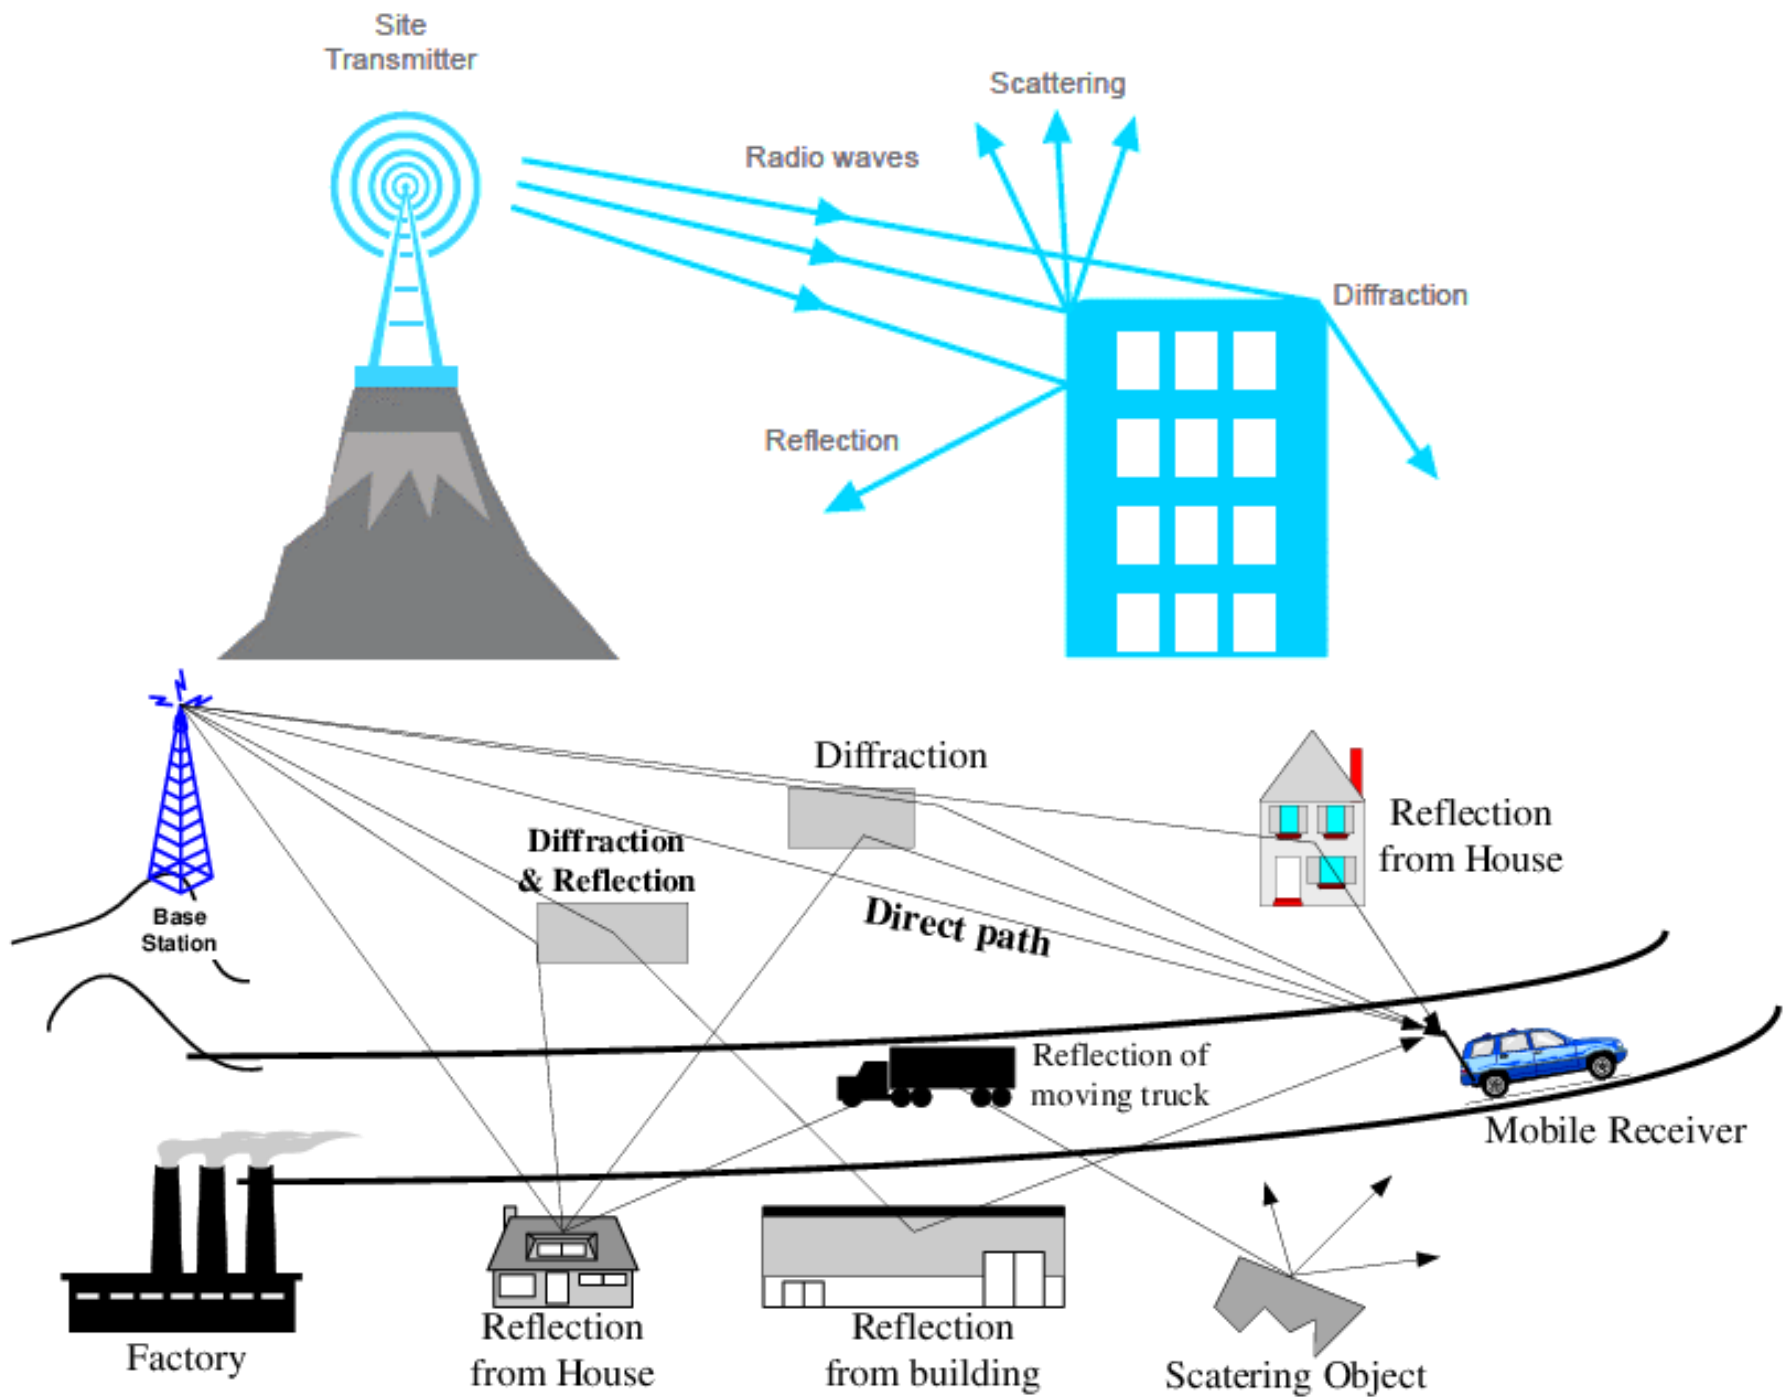 Site
Transmitter
Scattering
Radio waves
Diffraction
Reflection
Diffraction
Reflection
from House
Diffraction
& Reflection
Direct path
Base
Station
Reflection of
moving truck
Mobile Receiver
Factory
Reflection
from House
Reflection
from building
Scatering Object